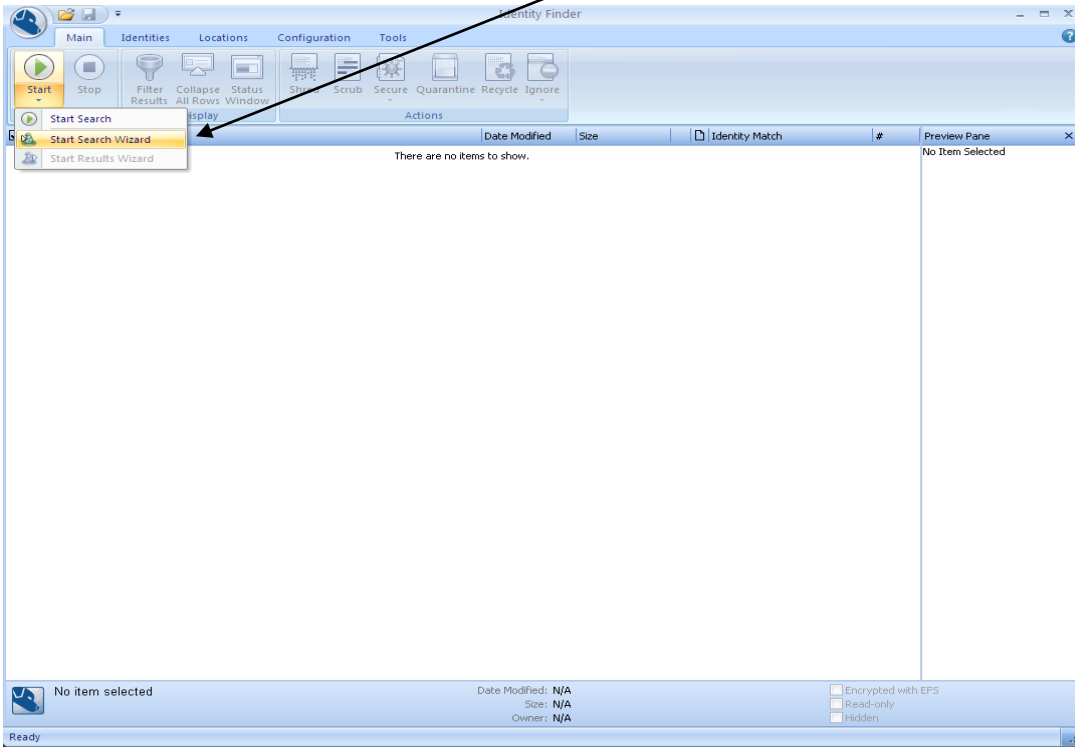 Identity Finder
Main Identities Locations Configuration Tools
Start Stop Filter Results Collapse All Rows Status Window Shred Scrub Secure Quarantine Recycle Ignore
Actions
Start Search
Start Search Wizard
Start Results Wizard
Date Modified Size Identity Match # Preview Pane
There are no items to show.
No Item Selected
No item selected
Date Modified: N/A
Size: N/A
Owner: N/A
Encrypted with EFS
Read-only
Hidden
Ready